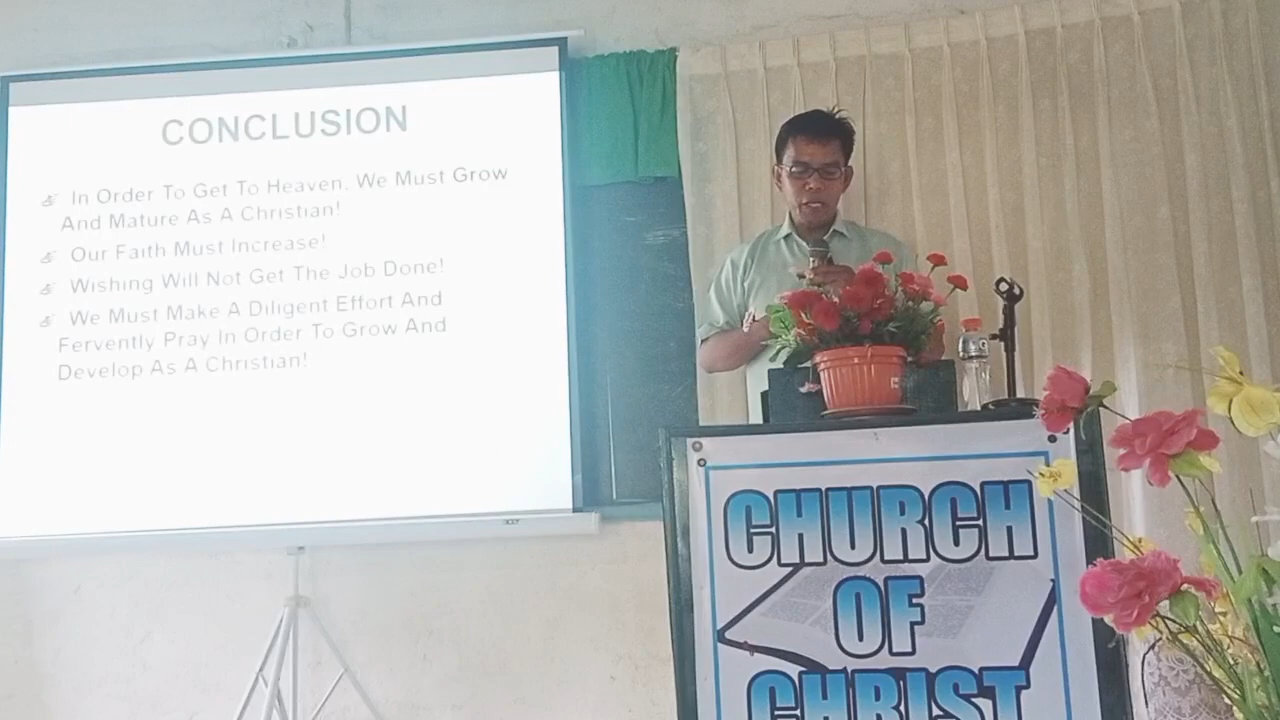 CONCLUSION
In Order To Get To Heaven, We Must Grow
And Mature As A Christian!
Our Faith Must Increase!
Wishing Will Not Get The Job Done!
We Must Make A Diligent Effort And
Fervently Pray In Order To Grow And
Develop As A Christian!
CHURCH
OF
CHRIST